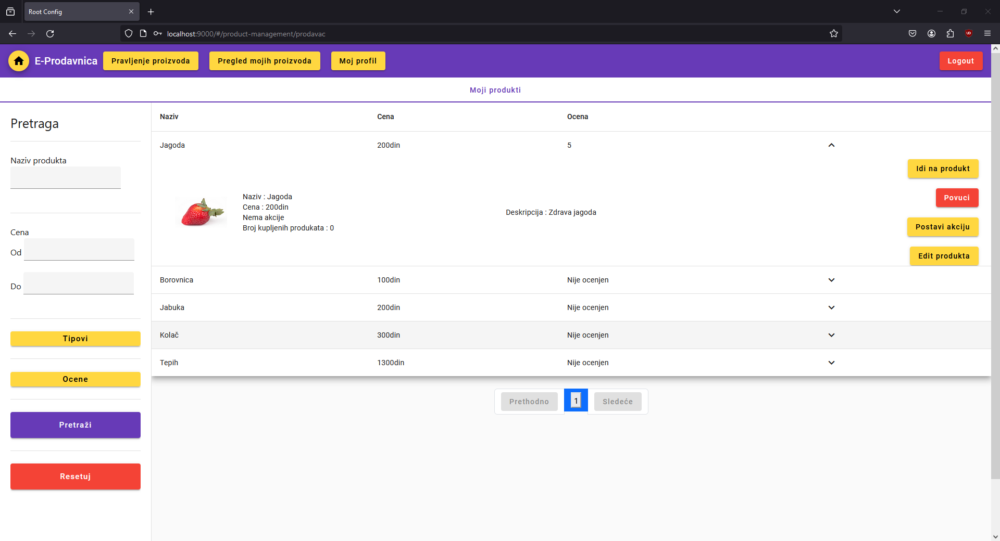 Root Config
localhost:9000/#/product-management/prodavac
E-Prodavnica
Pravljenje proizvoda
Pregled mojih proizvoda
Moj profil
Logout
Moji produkti
Pretraga
Naziv produkta
Cena
Od
Do
Tipovi
Ocene
Pretraži
Resetuj
Naziv Cena Ocena
Jagoda 200din 5
Naziv : Jagoda
Cena : 200din
Nema akcije
Broj kupljenih produkata : 0
Deskripcija : Zdrava jagoda
Idi na produkt
Povuci
Postavi akciju
Edit produkta
Borovnica 100din Nije ocenjen
Jabuka 200din Nije ocenjen
Kolač 300din Nije ocenjen
Tepih 1300din Nije ocenjen
Prethodno 1 Sledeće